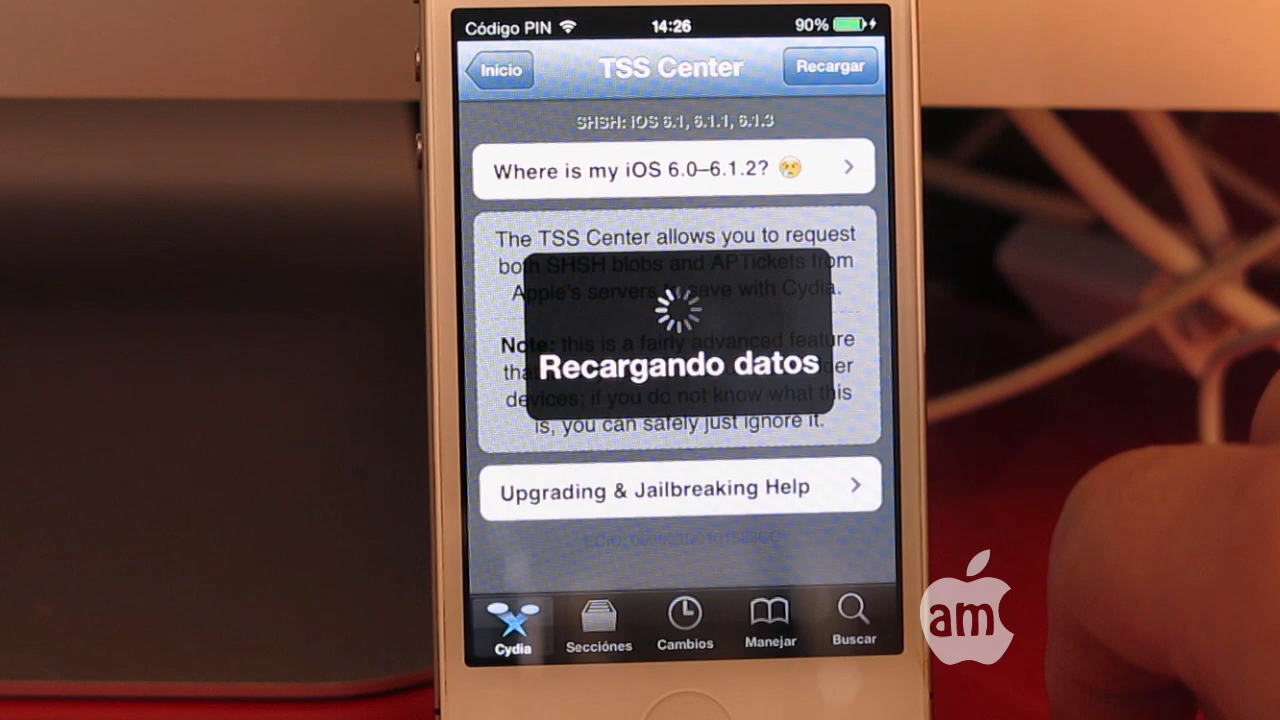 Código PIN 14:26 90%
Inicio TSS Center Recargar
SHSH: iOS 6.1, 6.1.1, 6.1.3
Where is my iOS 6.0–6.1.2?
The TSS Center allows you to request
both SHSH blobs and APTickets from
Apple's servers to save with Cydia.
Note: this is a fairly advanced feature
Recargando datos
devices; if you do not know what this
is, you can safely just ignore it.
Upgrading & Jailbreaking Help
Cydia Secciónes Cambios Manejar Buscar
am